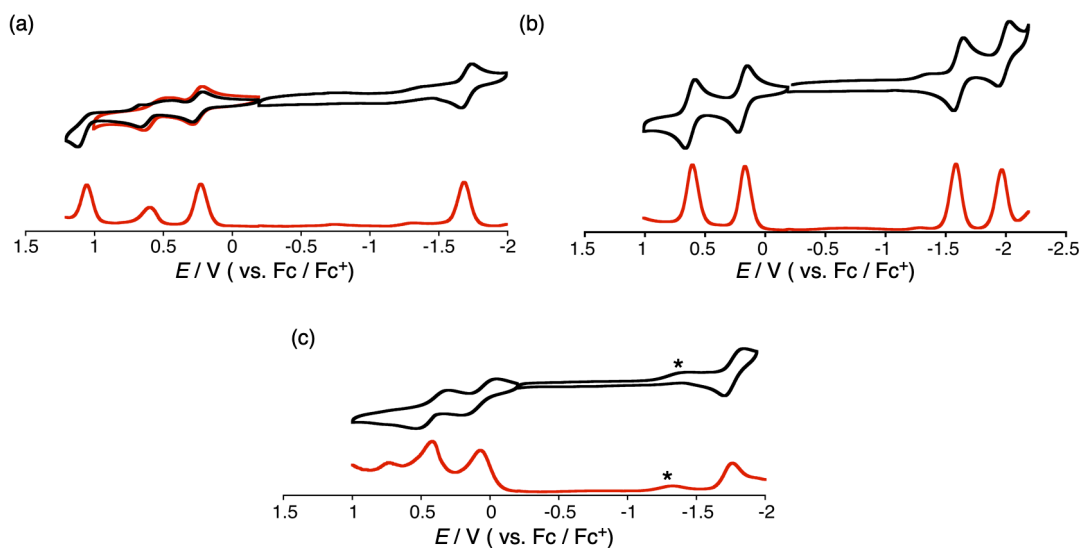 (a)
1.5 1 0.5 0 -0.5 -1 -1.5 -2
E / V ( vs. Fc / Fc+)
(b)
1.5 1 0.5 0 -0.5 -1 -1.5 -2 -2.5
E / V ( vs. Fc / Fc+)
(c)
*
*
1.5 1 0.5 0 -0.5 -1 -1.5 -2
E / V ( vs. Fc / Fc+)